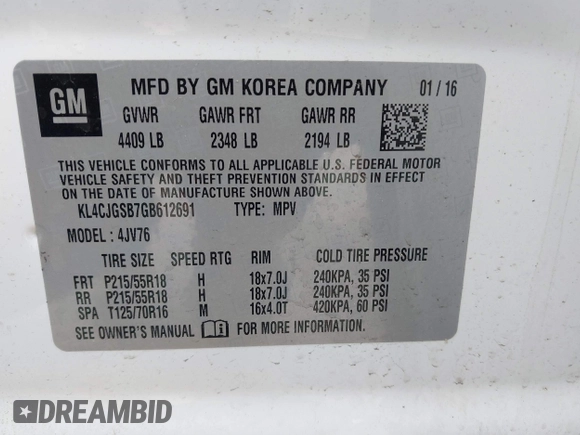 GM
MFD BY GM KOREA COMPANY 01 / 16
GVWR GAWR FRT GAWR RR
4409 LB 2348 LB 2194 LB
THIS VEHICLE CONFORMS TO ALL APPLICABLE U.S. FEDERAL MOTOR
VEHICLE SAFETY AND THEFT PREVENTION STANDARDS IN EFFECT
ON THE DATE OF MANUFACTURE SHOWN ABOVE.
KL4CJGSB7GB612691 TYPE: MPV
MODEL : 4JV76
TIRE SIZE SPEED RTG RIM COLD TIRE PRESSURE
FRT P215/55R18 H 18x7.0J 240KPA, 35 PSI
RR P215/55R18 H 18x7.0J 240KPA, 35 PSI
SPA T125/70R16 M 16x4.0T 420KPA, 60 PSI
SEE OWNER'S MANUAL FOR MORE INFORMATION.
DREAMBID